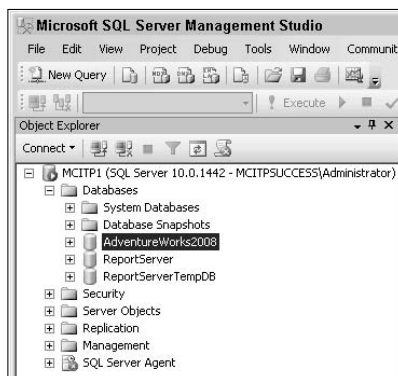 Microsoft SQL Server Management Studio
File Edit View Project Debug Tools Window Communit
New Query
Execute
Object Explorer
Connect
MCITP1 (SQL Server 10.0.1442 - MCITPSUCCESS\Administrator)
Databases
System Databases
Database Snapshots
AdventureWorks2008
ReportServer
ReportServerTempDB
Security
Server Objects
Replication
Management
SQL Server Agent